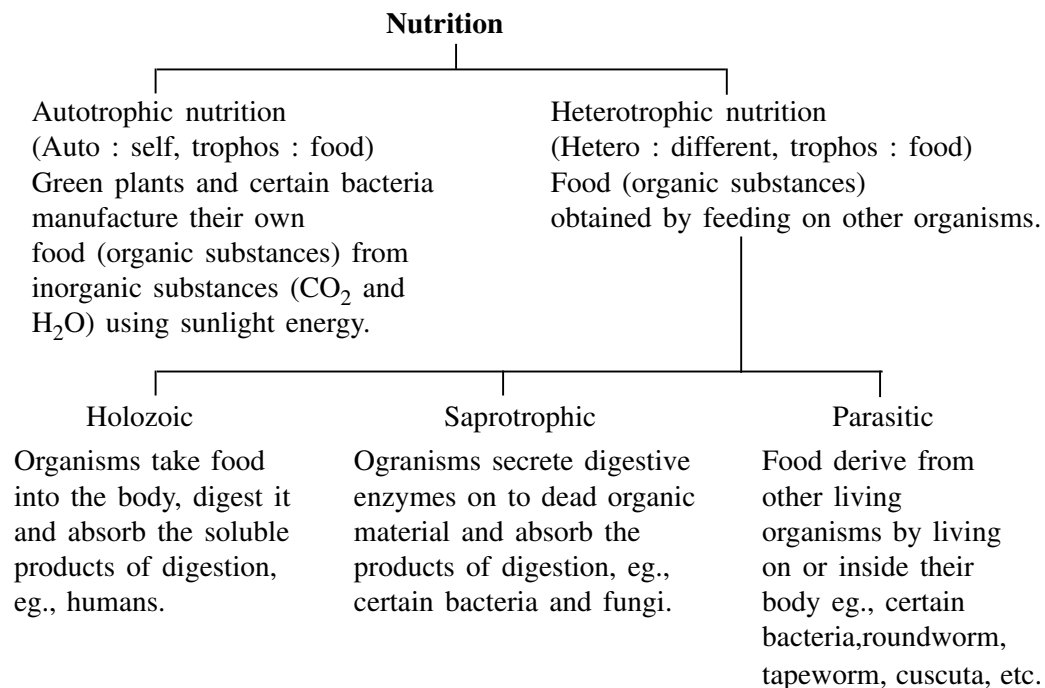 Nutrition
Autotrophic nutrition
(Auto : self, trophos : food)
Green plants and certain bacteria
manufacture their own
food (organic substances) from
inorganic substances (CO₂ and
H₂O) using sunlight energy.
Heterotrophic nutrition
(Hetero : different, trophos : food)
Food (organic substances)
obtained by feeding on other organisms.
Holozoic
Organisms take food
into the body, digest it
and absorb the soluble
products of digestion,
eg., humans.
Saprotrophic
Ogranisms secrete digestive
enzymes on to dead organic
material and absorb the
products of digestion, eg.,
certain bacteria and fungi.
Parasitic
Food derive from
other living
organisms by living
on or inside their
body eg., certain
bacteria,roundworm,
tapeworm, cuscuta, etc.